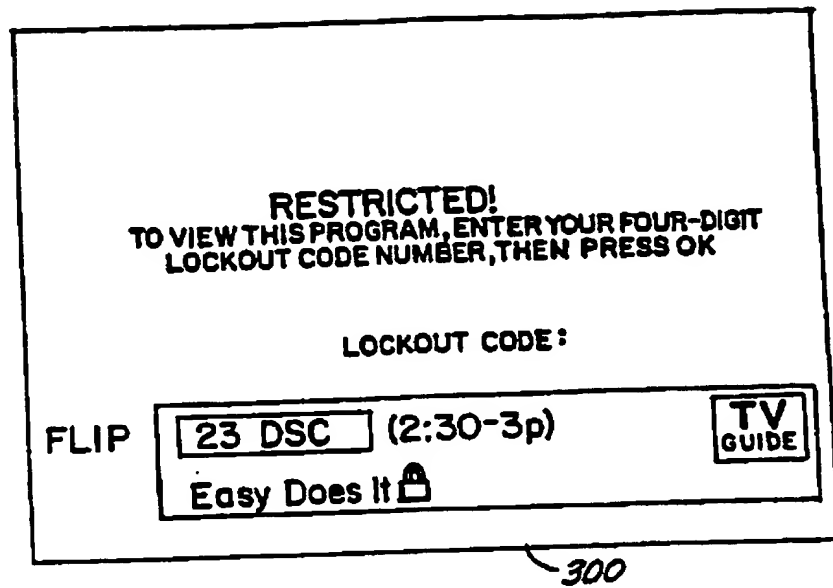 RESTRICTED!
TO VIEW THIS PROGRAM, ENTER YOUR FOUR-DIGIT
LOCKOUT CODE NUMBER, THEN PRESS OK
LOCKOUT CODE:
FLIP
23 DSC (2:30-3p)
TV
GUIDE
Easy Does It
300